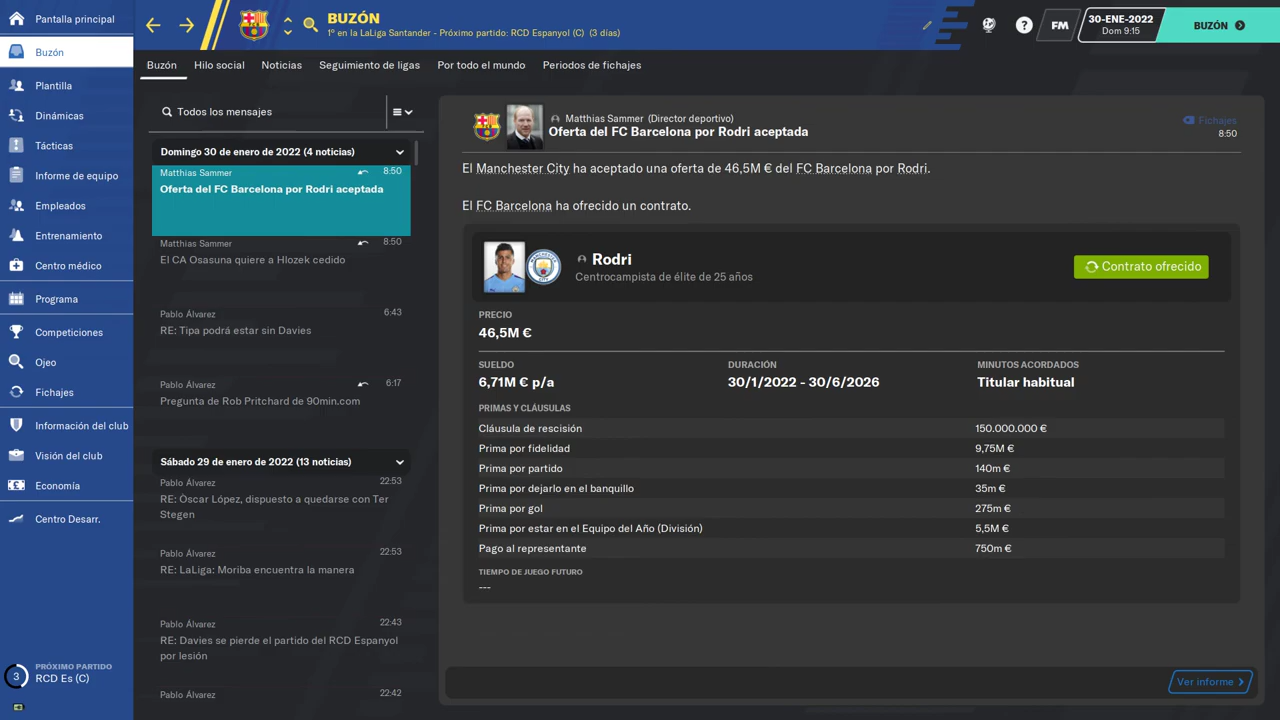 Pantalla principal
Buzón
Plantilla
Dinámicas
Tácticas
Informe de equipo
Empleados
Entrenamiento
Centro médico
Programa
Competiciones
Ojeo
Fichajes
Información del club
Visión del club
Economía
Centro Desarr.
3
PRÓXIMO PARTIDO
RCD Es (C)
BUZÓN
1º en la LaLiga Santander - Próximo partido: RCD Espanyol (C) (3 días)
FM
30-ENE-2022
Dom 9:15
BUZÓN
Buzón
Hilo social
Noticias
Seguimiento de ligas
Por todo el mundo
Periodos de fichajes
Todos los mensajes
Domingo 30 de enero de 2022 (4 noticias)
Matthias Sammer 8:50
Oferta del FC Barcelona por Rodri aceptada
Matthias Sammer 8:50
El CA Osasuna quiere a Hlozek cedido
Pablo Álvarez 6:43
RE: Tipa podrá estar sin Davies
Pablo Álvarez 6:17
Pregunta de Rob Pritchard de 90min.com
Sábado 29 de enero de 2022 (13 noticias)
Pablo Álvarez 22:53
RE: Òscar López, dispuesto a quedarse con Ter
Stegen
Pablo Álvarez 22:53
RE: LaLiga: Moriba encuentra la manera
Pablo Álvarez 22:43
RE: Davies se pierde el partido del RCD Espanyol
por lesión
Pablo Álvarez 22:42
Matthias Sammer (Director deportivo)
Oferta del FC Barcelona por Rodri aceptada
Fichajes
8:50
El Manchester City ha aceptado una oferta de 46,5M € del FC Barcelona por Rodri.
El FC Barcelona ha ofrecido un contrato.
Rodri
Centrocampista de élite de 25 años
Contrato ofrecido
PRECIO
46,5M €
SUELDO DURACIÓN MINUTOS ACORDADOS
6,71M € p/a 30/1/2022 - 30/6/2026 Titular habitual
PRIMAS Y CLÁUSULAS
Cláusula de rescisión 150.000.000 €
Prima por fidelidad 9,75M €
Prima por partido 140m €
Prima por dejarlo en el banquillo 35m €
Prima por gol 275m €
Prima por estar en el Equipo del Año (División) 5,5M €
Pago al representante 750m €
TIEMPO DE JUEGO FUTURO
---
Ver informe